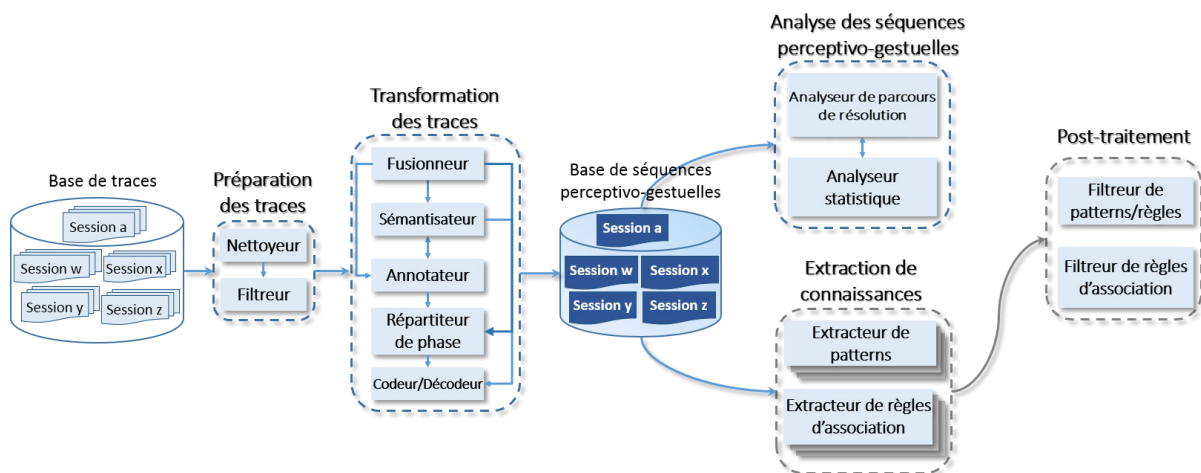 Base de traces
Session a
Session w
Session x
Session y
Session z
Préparation
des traces
Nettoyeur
Filtreur
Transformation
des traces
Fusionneur
Sémantisateur
Annotateur
Répartiteur
de phase
Codeur/Décodeur
Base de séquences
perceptivo-gestuelles
Session a
Session w
Session x
Session y
Session z
Analyse des séquences
perceptivo-gestuelles
Analyseur de parcours
de résolution
Analyseur
statistique
Extraction de
connaissances
Extracteur de
patterns
Extracteur de règles
d'association
Post-traitement
Filtreur de
patterns/règles
Filtreur de règles
d'association